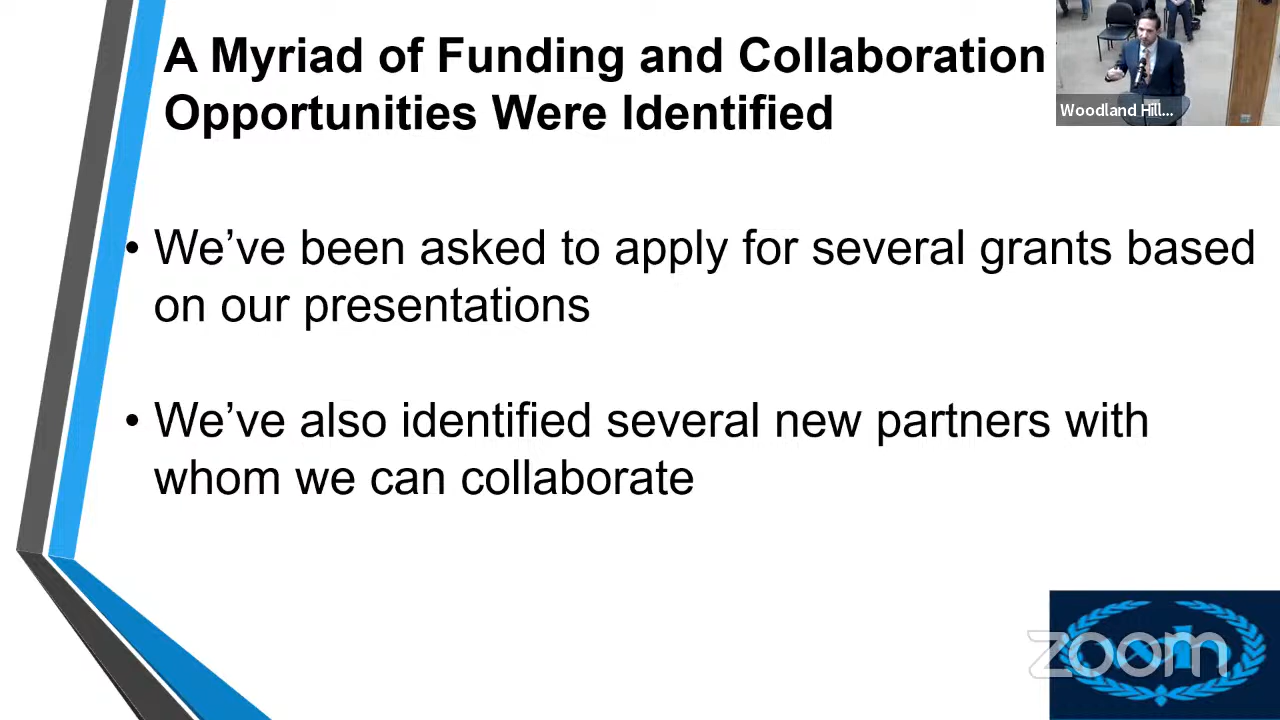 A Myriad of Funding and Collaboration
Opportunities Were Identified
Woodland Hill...
• We’ve been asked to apply for several grants based
on our presentations
• We’ve also identified several new partners with
whom we can collaborate
zoom